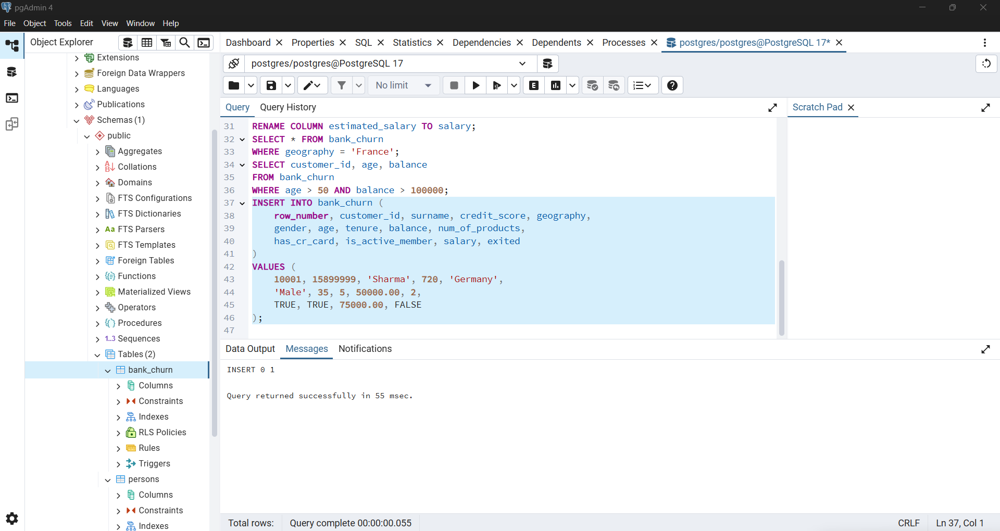 pgAdmin 4
File Object Tools Edit View Window Help
Object Explorer
Dashboard Properties SQL Statistics Dependencies Dependents Processes postgres/postgres@PostgreSQL 17*
Extensions
Foreign Data Wrappers
Languages
Publications
Schemas (1)
public
Aggregates
Collations
Domains
FTS Configurations
FTS Dictionaries
Aa FTS Parsers
FTS Templates
Foreign Tables
Functions
Materialized Views
Operators
Procedures
1..3 Sequences
Tables (2)
bank_churn
Columns
Constraints
Indexes
RLS Policies
Rules
Triggers
persons
Columns
Constraints
Indexes
postgres/postgres@PostgreSQL 17
No limit
E
Query Query History
Scratch Pad
31 RENAME COLUMN estimated_salary TO salary;
32 SELECT * FROM bank_churn
33 WHERE geography = 'France';
34 SELECT customer_id, age, balance
35 FROM bank_churn
36 WHERE age > 50 AND balance > 100000;
37 INSERT INTO bank_churn (
38 row_number, customer_id, surname, credit_score, geography,
39 gender, age, tenure, balance, num_of_products,
40 has_cr_card, is_active_member, salary, exited
41 )
42 VALUES (
43 10001, 15899999, 'Sharma', 720, 'Germany',
44 'Male', 35, 5, 50000.00, 2,
45 TRUE, TRUE, 75000.00, FALSE
46 );
47
Data Output Messages Notifications
INSERT 0 1
Query returned successfully in 55 msec.
Total rows: Query complete 00:00:00.055 CRLF Ln 37, Col 1